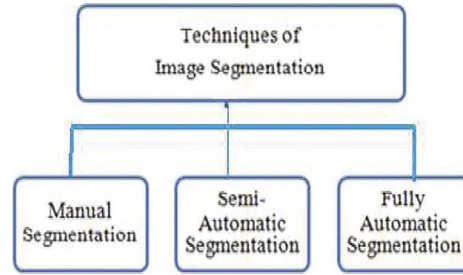 Techniques of
Image Segmentation
Manual
Segmentation
Semi-
Automatic
Segmentation
Fully
Automatic
Segmentation